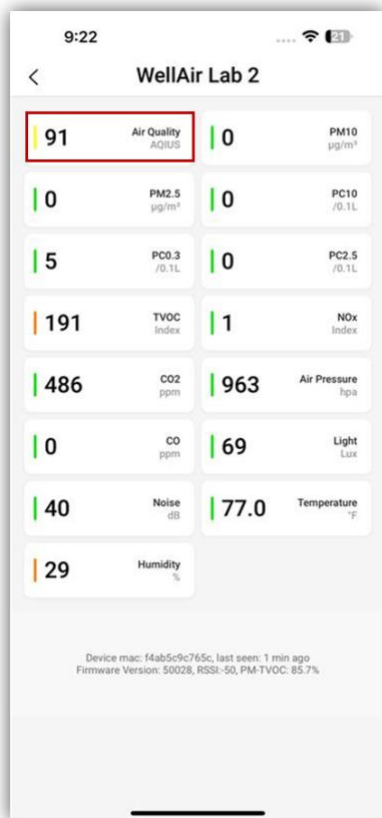 9:22
21
WellAir Lab 2
91 Air Quality
AQIUS
0 PM10
µg/m³
0 PM2.5
µg/m³
0 PC10
/0.1L
5 PC0.3
/0.1L
0 PC2.5
/0.1L
191 TVOC
Index
1 NOx
Index
486 CO2
ppm
963 Air Pressure
hpa
0 CO
ppm
69 Light
Lux
40 Noise
dB
77.0 Temperature
°F
29 Humidity
%
Device mac: f4ab5c9c765c, last seen: 1 min ago
Firmware Version: 50028, RSSI:-50, PM-TVOC: 85.7%